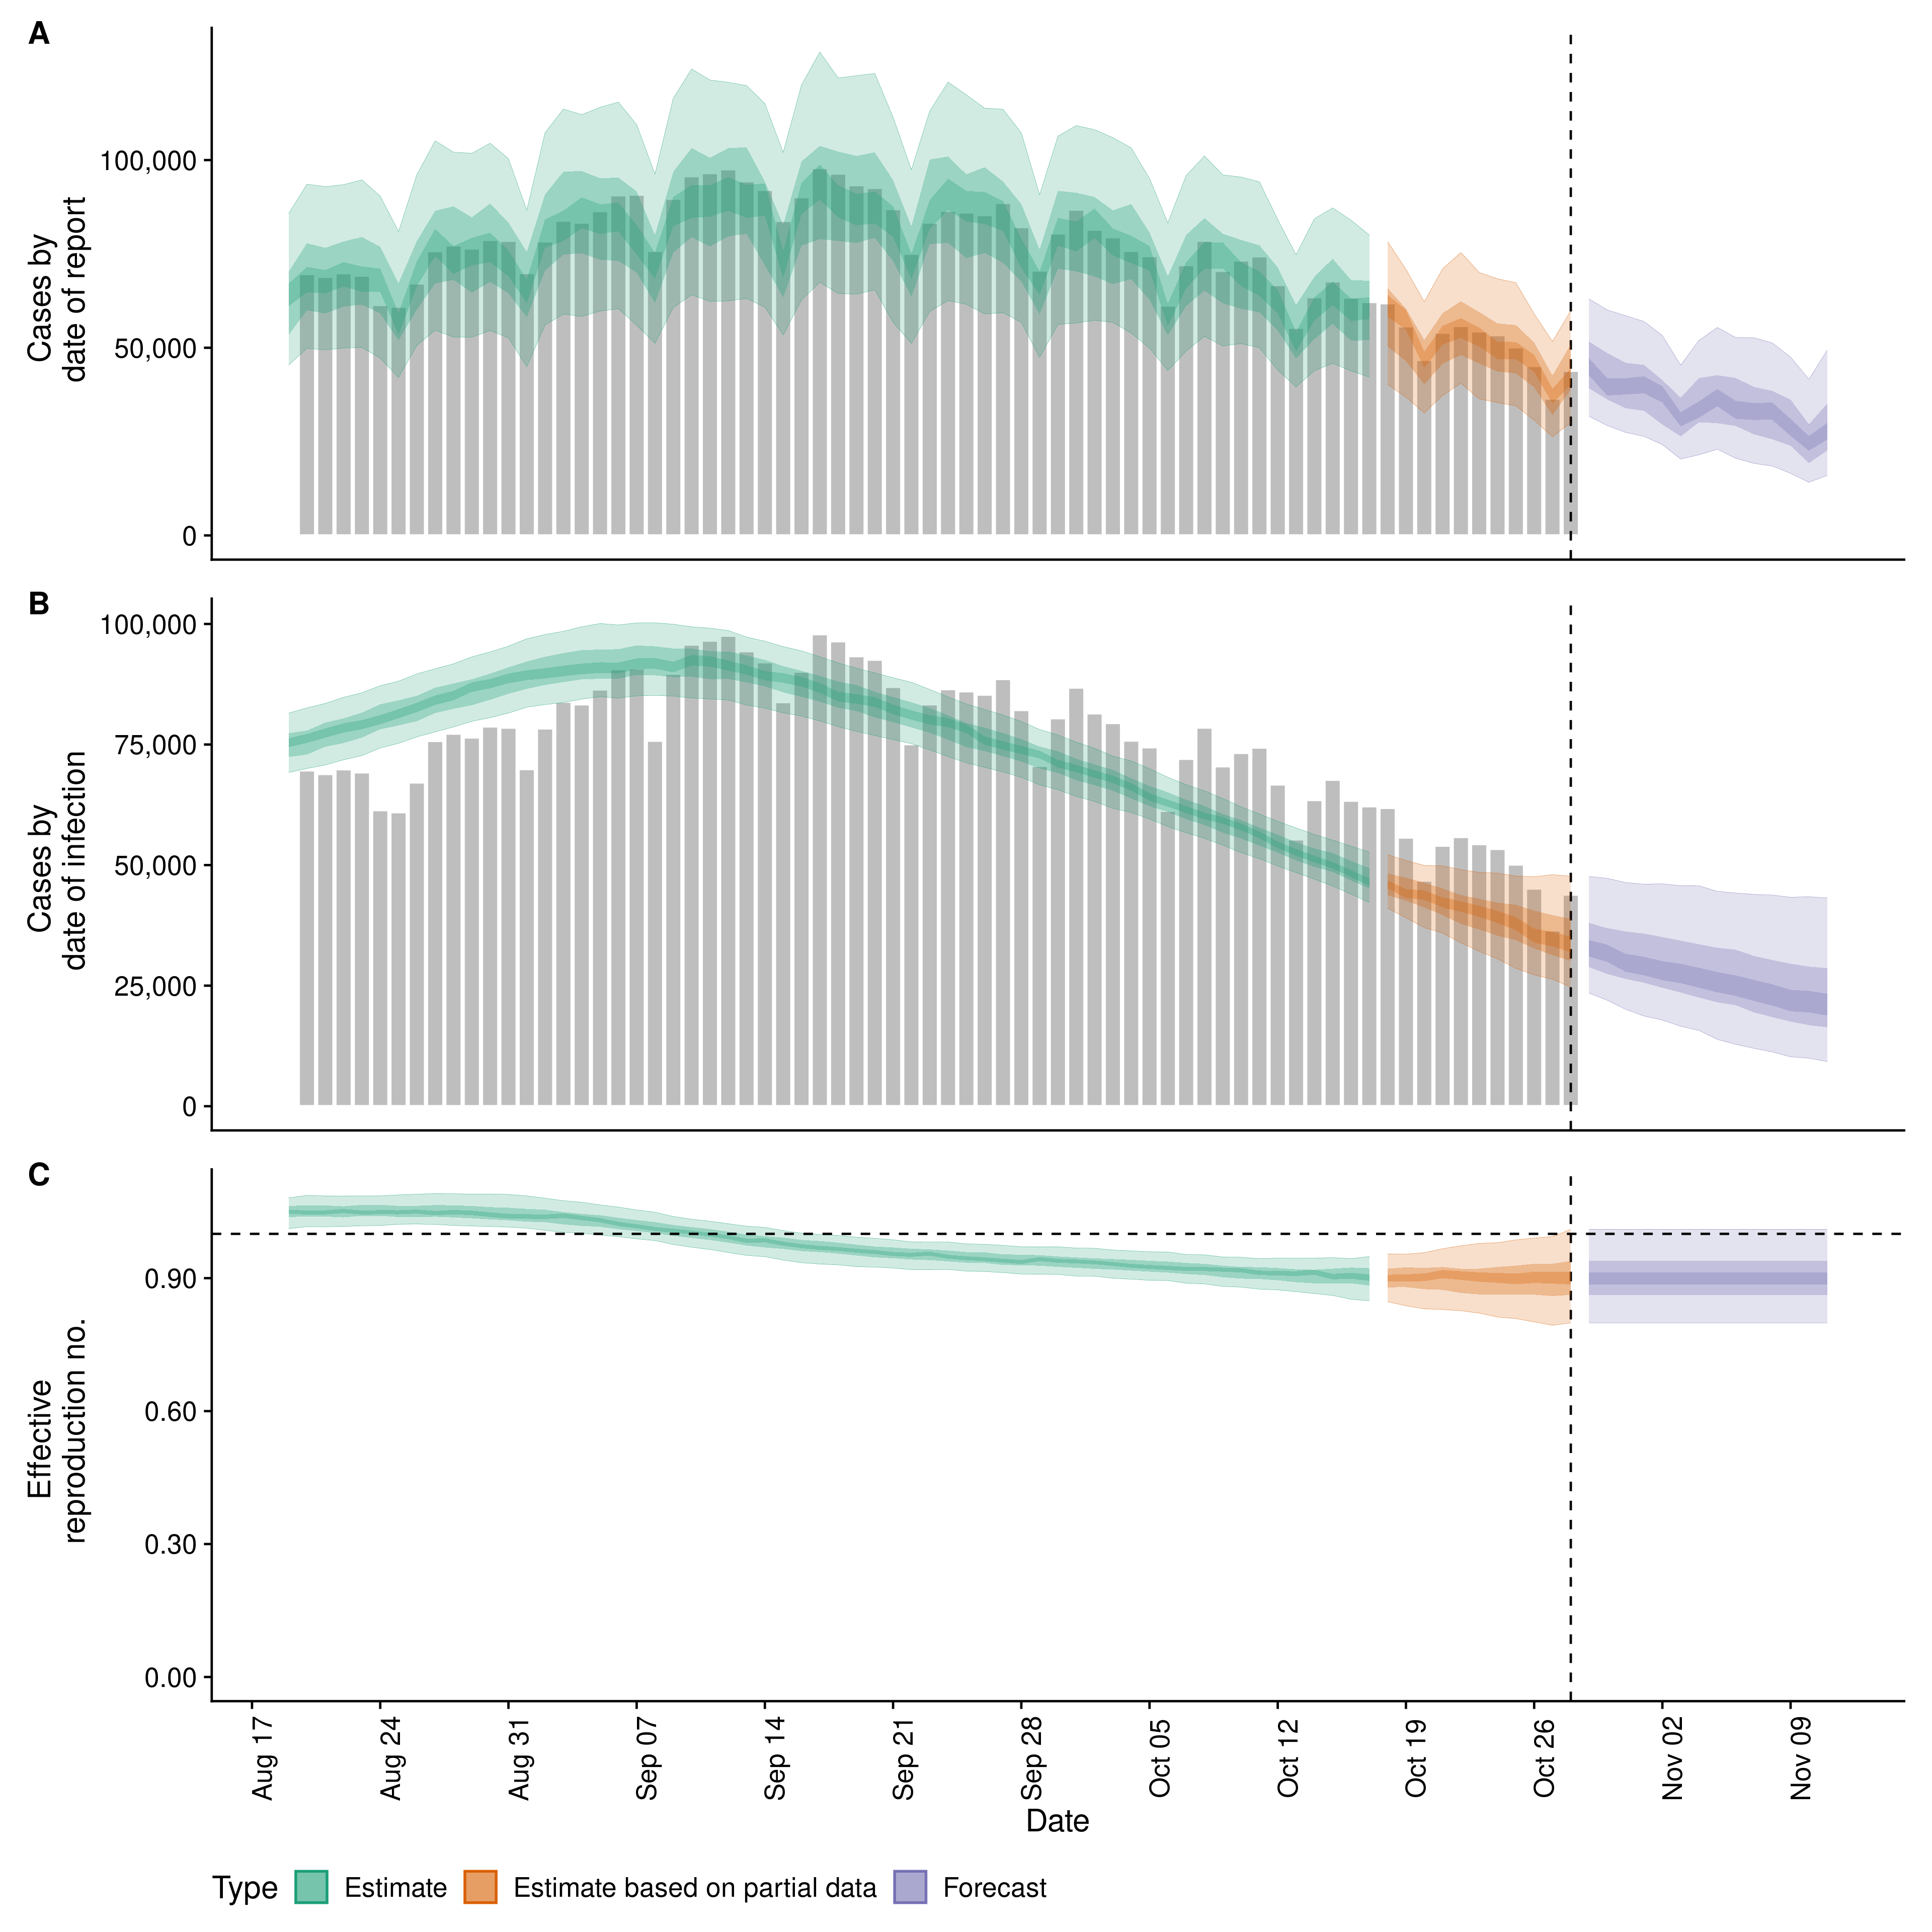 A
Cases by
date of report
100,000
50,000
0
B
Cases by
date of infection
100,000
75,000
50,000
25,000
0
C
Effective
reproduction no.
0.90
0.60
0.30
0.00
Aug 17
Aug 24
Aug 31
Sep 07
Sep 14
Sep 21
Sep 28
Oct 05
Oct 12
Oct 19
Oct 26
Nov 02
Nov 09
Date
Type
Estimate
Estimate based on partial data
Forecast